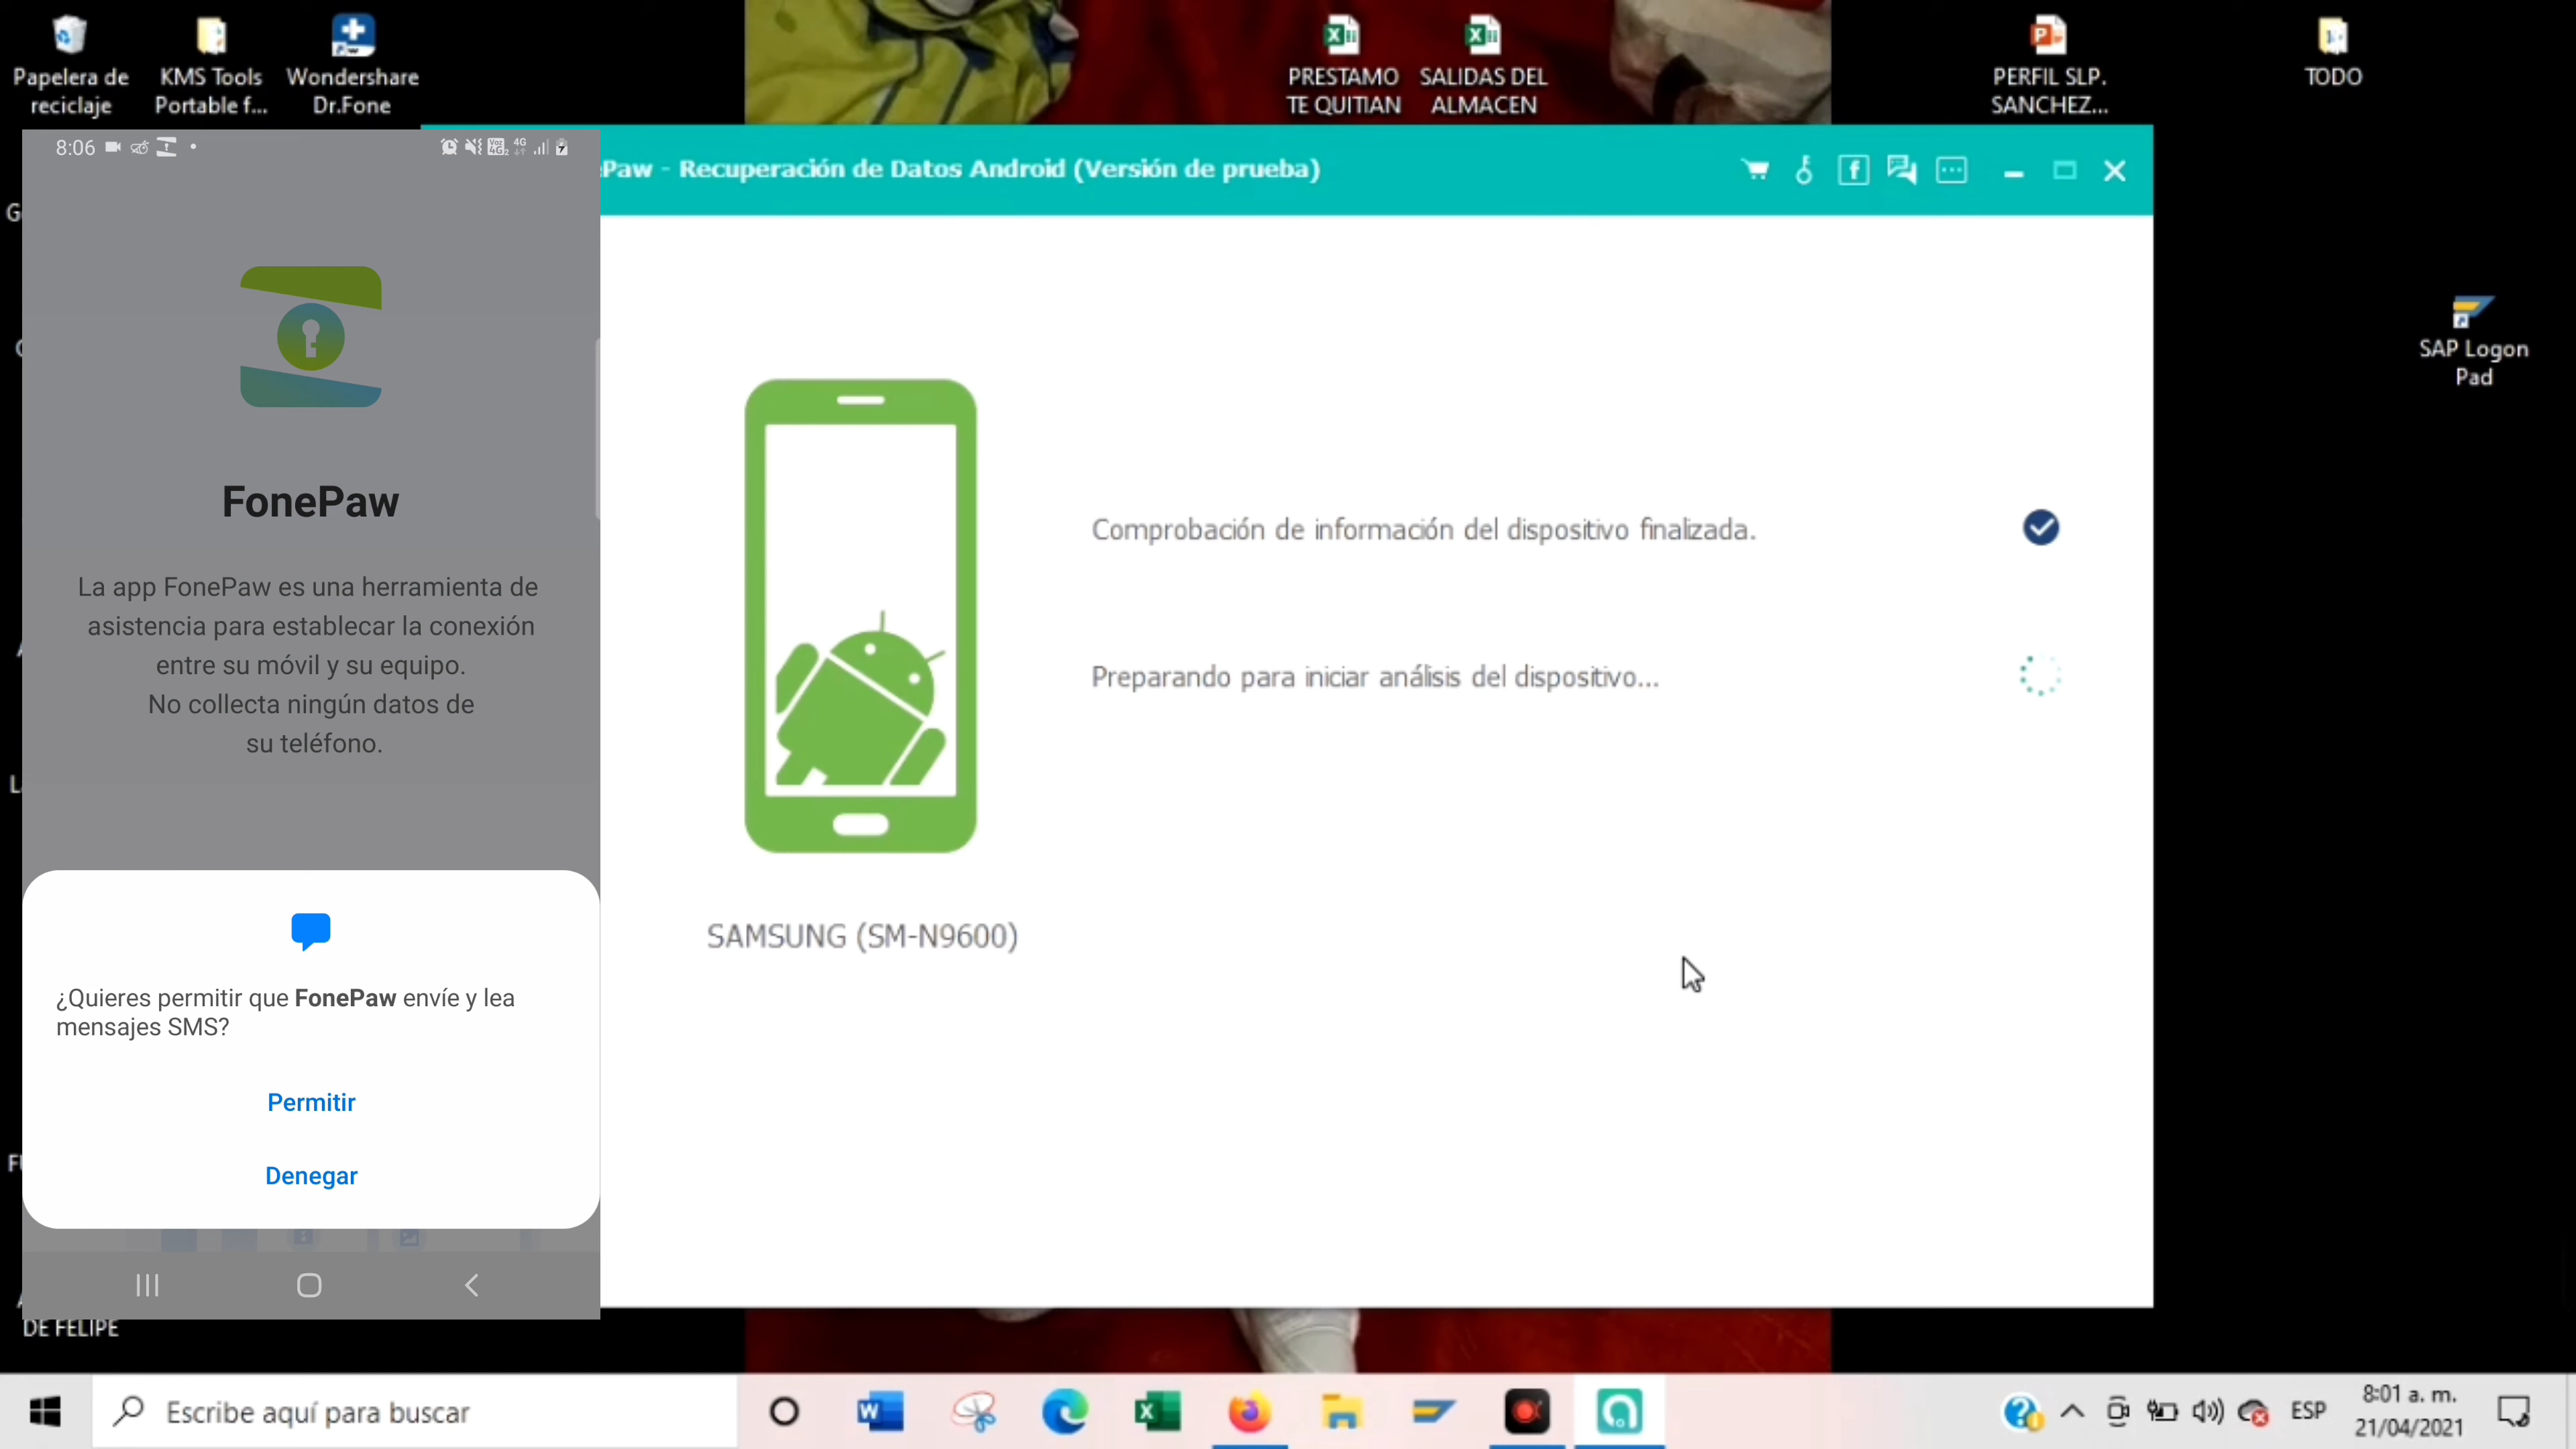 Papelera de
reciclaje
KMS Tools
Portable f...
Wondershare
Dr.Fone
PRESTAMO
TE QUITIAN
SALIDAS DEL
ALMACEN
PERFIL SLP.
SANCHEZ...
TODO
SAP Logon
Pad
8:06
FonePaw
La app FonePaw es una herramienta de
asistencia para establecar la conexión
entre su móvil y su equipo.
No collecta ningún datos de
su teléfono.
¿Quieres permitir que FonePaw envíe y lea
mensajes SMS?
Permitir
Denegar
DE FELIPE
ePaw - Recuperación de Datos Android (Versión de prueba)
Comprobación de información del dispositivo finalizada.
Preparando para iniciar análisis del dispositivo...
SAMSUNG (SM-N9600)
Escribe aquí para buscar
ESP
8:01 a. m.
21/04/2021